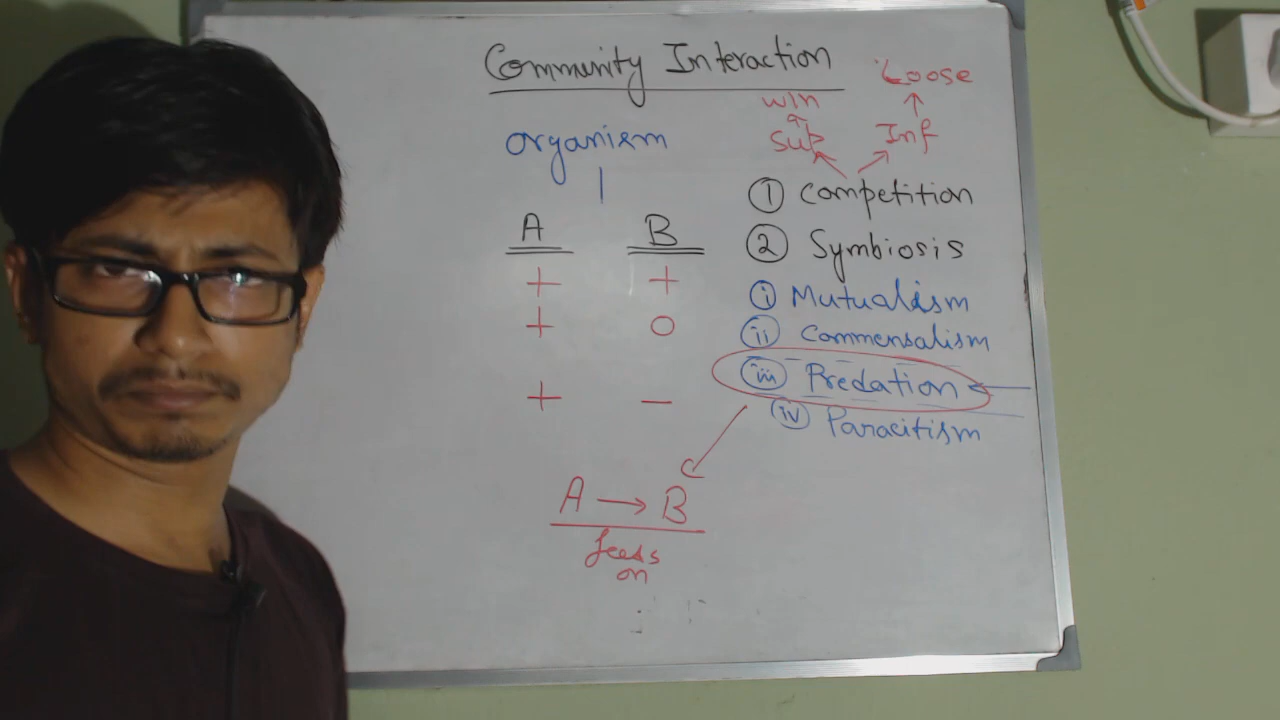 Community Interaction
Loose
win
Sup Inf
organism
① Competition
A B
② Symbiosis
+ +
ⓘ Mutualism
+ O
ⓘⓘ Commensalism
ⓘⓘⓘ Predation
+ −
ⓘⓥ Paracitism
A → B
feeds
on